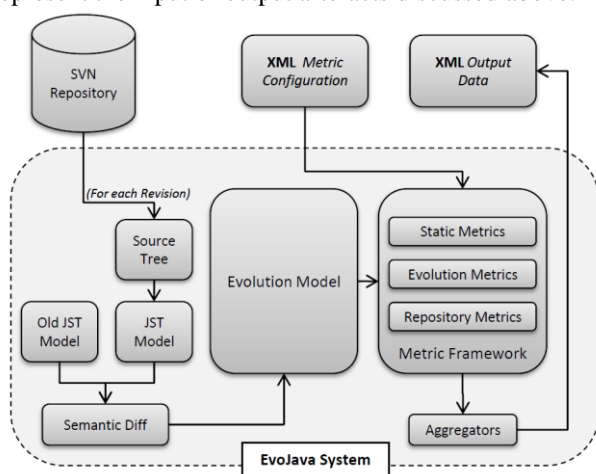 SVN
Repository
XML Metric
Configuration
XML Output
Data
(For each Revision)
Source
Tree
Old JST
Model
JST
Model
Semantic Diff
Evolution Model
Static Metrics
Evolution Metrics
Repository Metrics
Metric Framework
Aggregators
EvoJava System